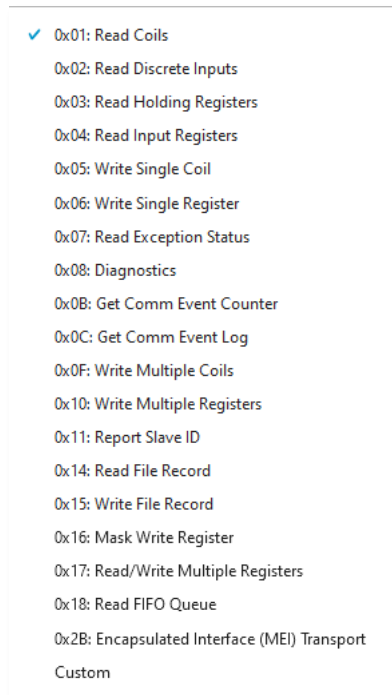 0x01: Read Coils
0x02: Read Discrete Inputs
0x03: Read Holding Registers
0x04: Read Input Registers
0x05: Write Single Coil
0x06: Write Single Register
0x07: Read Exception Status
0x08: Diagnostics
0x0B: Get Comm Event Counter
0x0C: Get Comm Event Log
0x0F: Write Multiple Coils
0x10: Write Multiple Registers
0x11: Report Slave ID
0x14: Read File Record
0x15: Write File Record
0x16: Mask Write Register
0x17: Read/Write Multiple Registers
0x18: Read FIFO Queue
0x2B: Encapsulated Interface (MEI) Transport
Custom